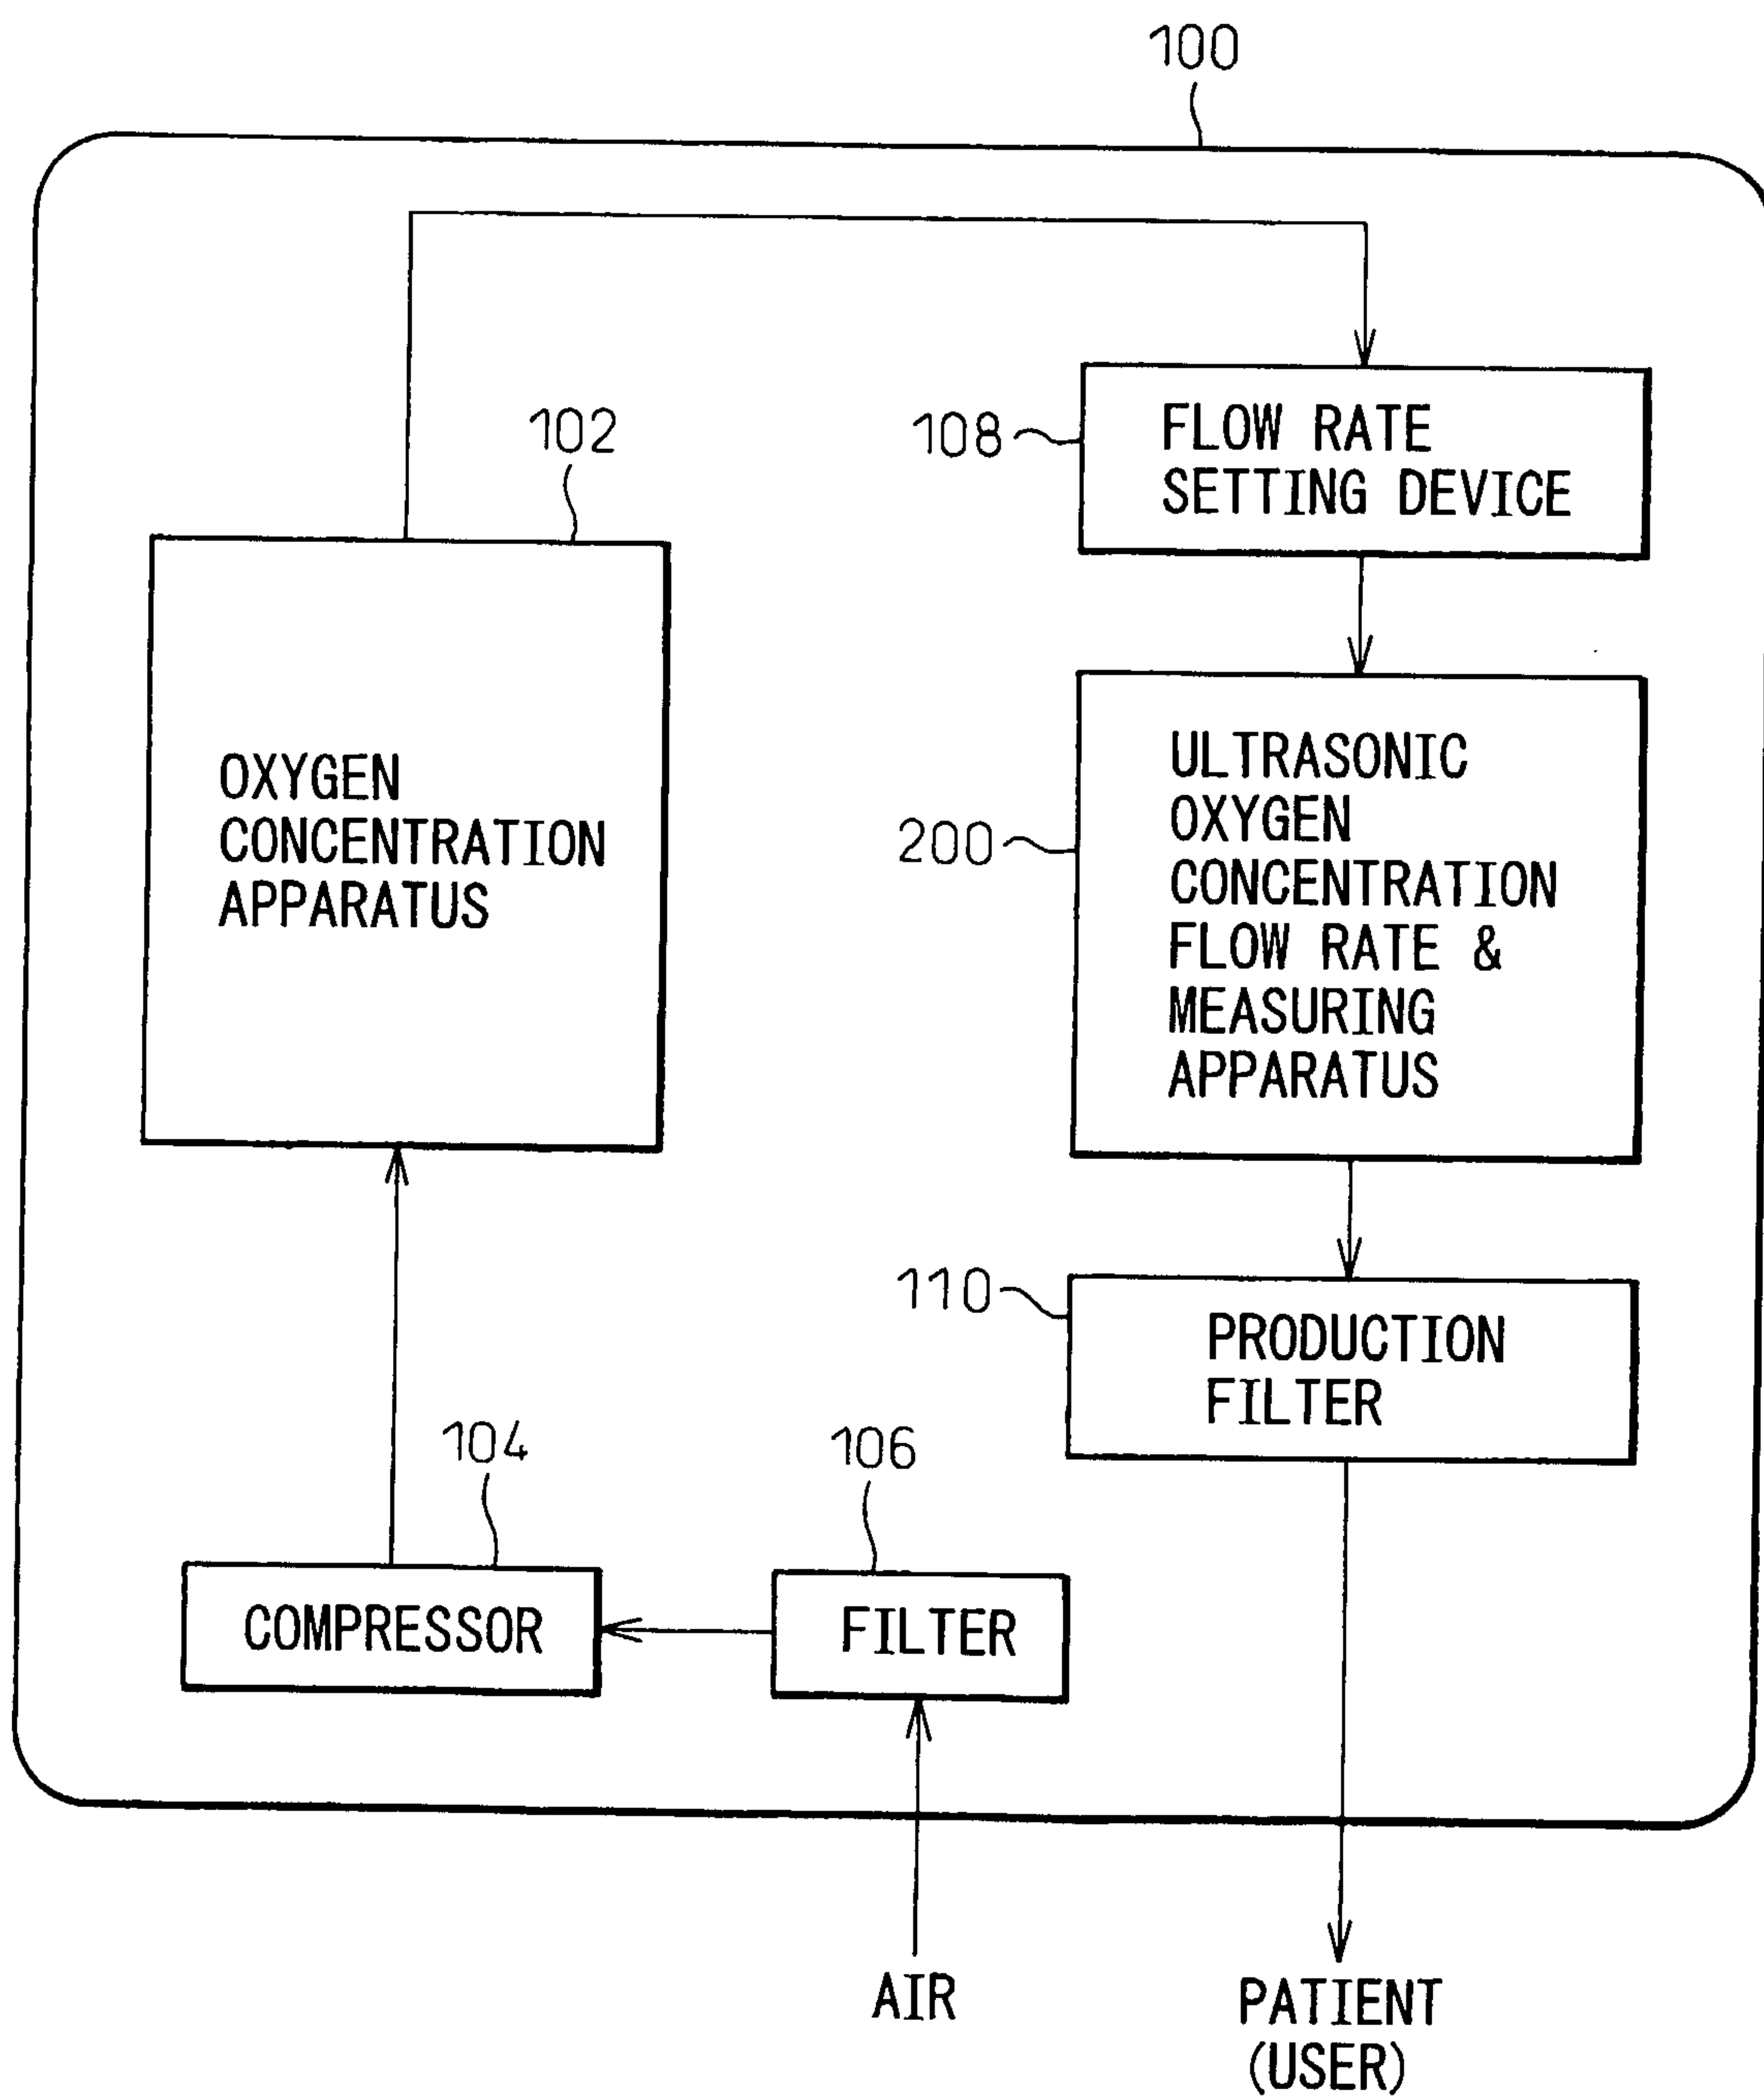 100
102
108
FLOW RATE
SETTING DEVICE
OXYGEN
CONCENTRATION
APPARATUS
200
ULTRASONIC
OXYGEN
CONCENTRATION
FLOW RATE &
MEASURING
APPARATUS
110
PRODUCTION
FILTER
104
106
COMPRESSOR
FILTER
AIR
PATIENT
(USER)